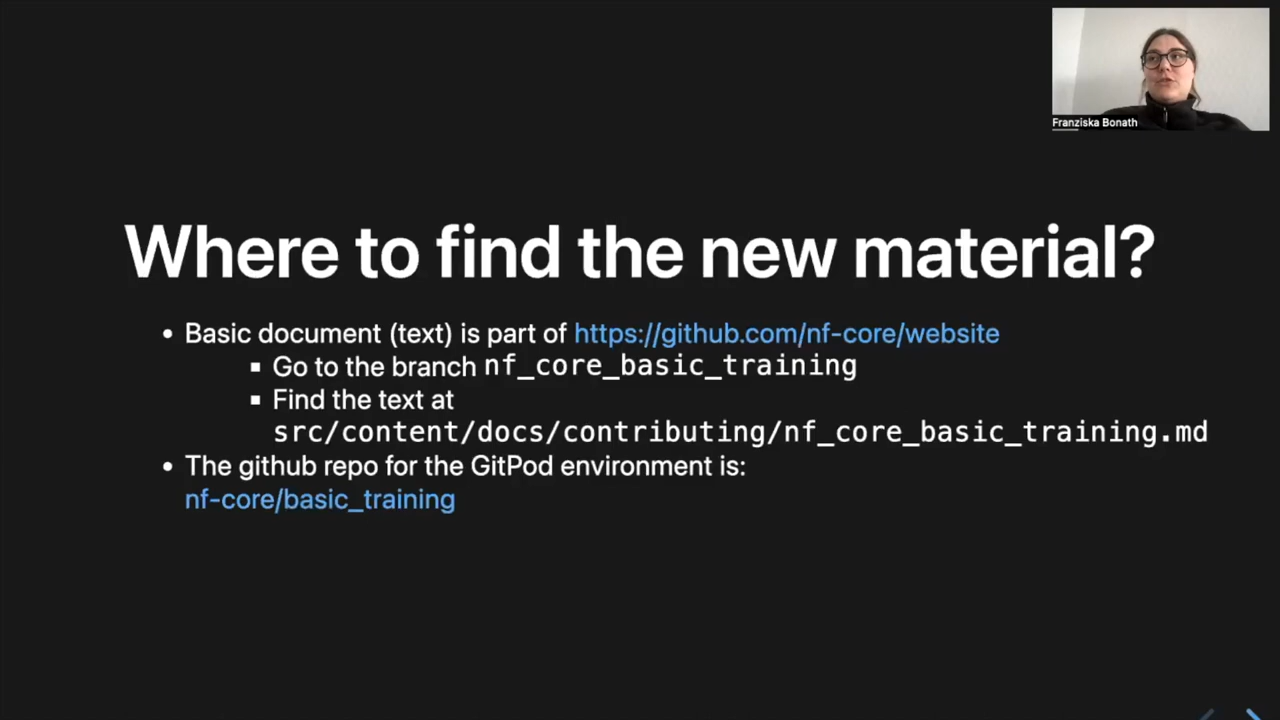 Franziska Bonath
Where to find the new material?
• Basic document (text) is part of https://github.com/nf-core/website
▪ Go to the branch nf_core_basic_training
▪ Find the text at
src/content/docs/contributing/nf_core_basic_training.md
• The github repo for the GitPod environment is:
nf-core/basic_training